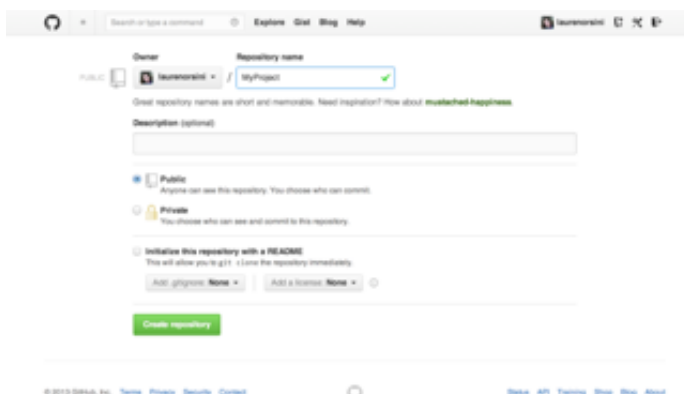 Search or type a command Explore Gist Blog Help laurenorsini
Owner Repository name
PUBLIC laurenorsini / MyProject
Great repository names are short and memorable. Need inspiration? How about mustached-happiness.
Description (optional)
Public
Anyone can see this repository. You choose who can commit.
Private
You choose who can see and commit to this repository.
Initialize this repository with a README
This will allow you to git clone the repository immediately.
Add .gitignore: None Add a license: None
Create repository
© 2013 GitHub, Inc. Terms Privacy Security Contact Status API Training Shop Blog About